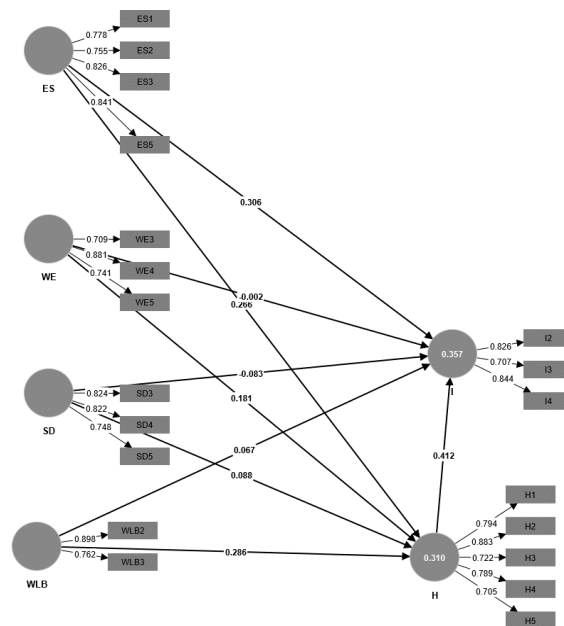 ES1
0.778
ES2
0.755
ES3
0.826
0.841
ES
ES5
0.306
WE3
0.709
WE4
0.881
0.741
WE
WE5
-0.002
0.266
I2
0.826
0.357
I3
0.707
0.844
I
I4
-0.083
SD3
0.824
0.181
SD4
0.822
0.748
SD
SD5
0.067
0.412
0.088
H1
0.794
WLB2
0.898
H2
0.883
0.286
0.310
H3
0.722
WLB3
0.762
H4
0.789
WLB
H
0.705
H5